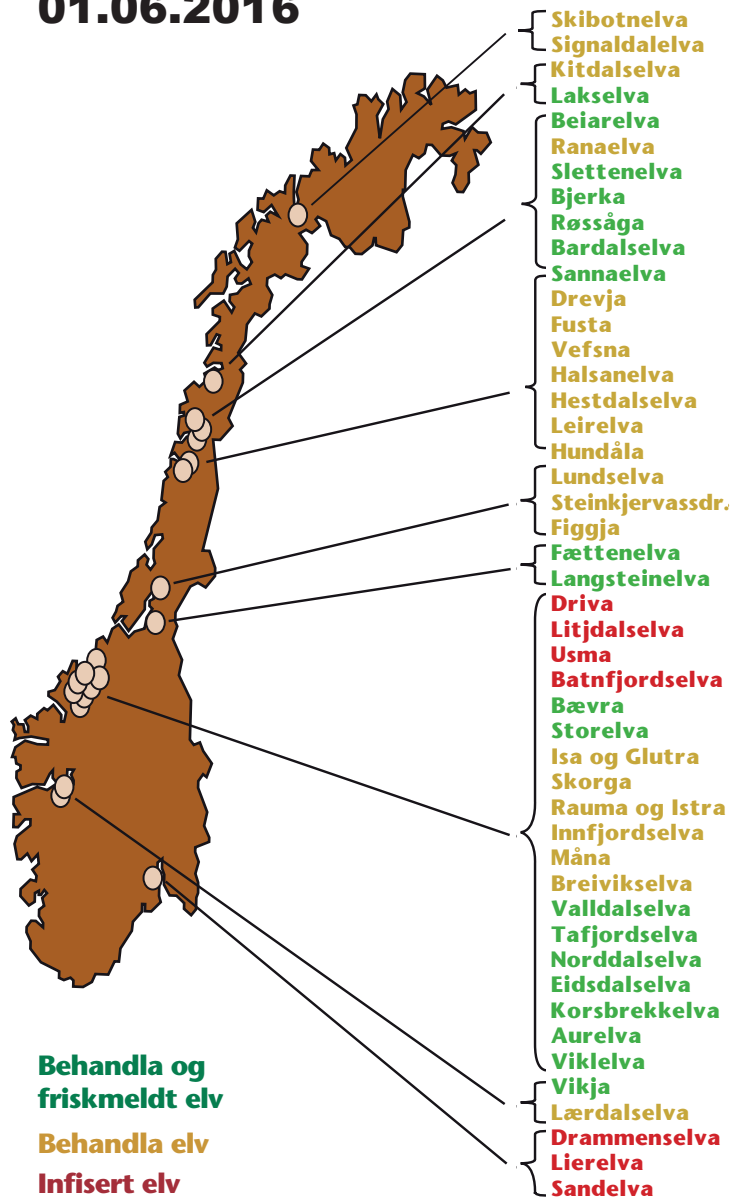 01.06.2016
Skibotnelva
Signaldalelva
Kitdalselva
Lakselva
Beiarelva
Ranaelva
Slettenelva
Bjerka
Røssåga
Bardalselva
Sannaelva
Drevja
Fusta
Vefsna
Halsanelva
Hestdalselva
Leirelva
Hundåla
Lundselva
Steinkjervassdr.
Figgja
Fættenelva
Langsteinelva
Driva
Litjdalselva
Usma
Batnfjordselva
Bævra
Storelva
Isa og Glutra
Skorga
Rauma og Istra
Innfjordselva
Måna
Breivikselva
Valldalselva
Tafjordselva
Norddalselva
Eidsdalselva
Korsbrekkelva
Aurelva
Viklelva
Vikja
Lærdalselva
Drammenselva
Lierelva
Sandelva
Behandla og
friskmeldt elv
Behandla elv
Infisert elv